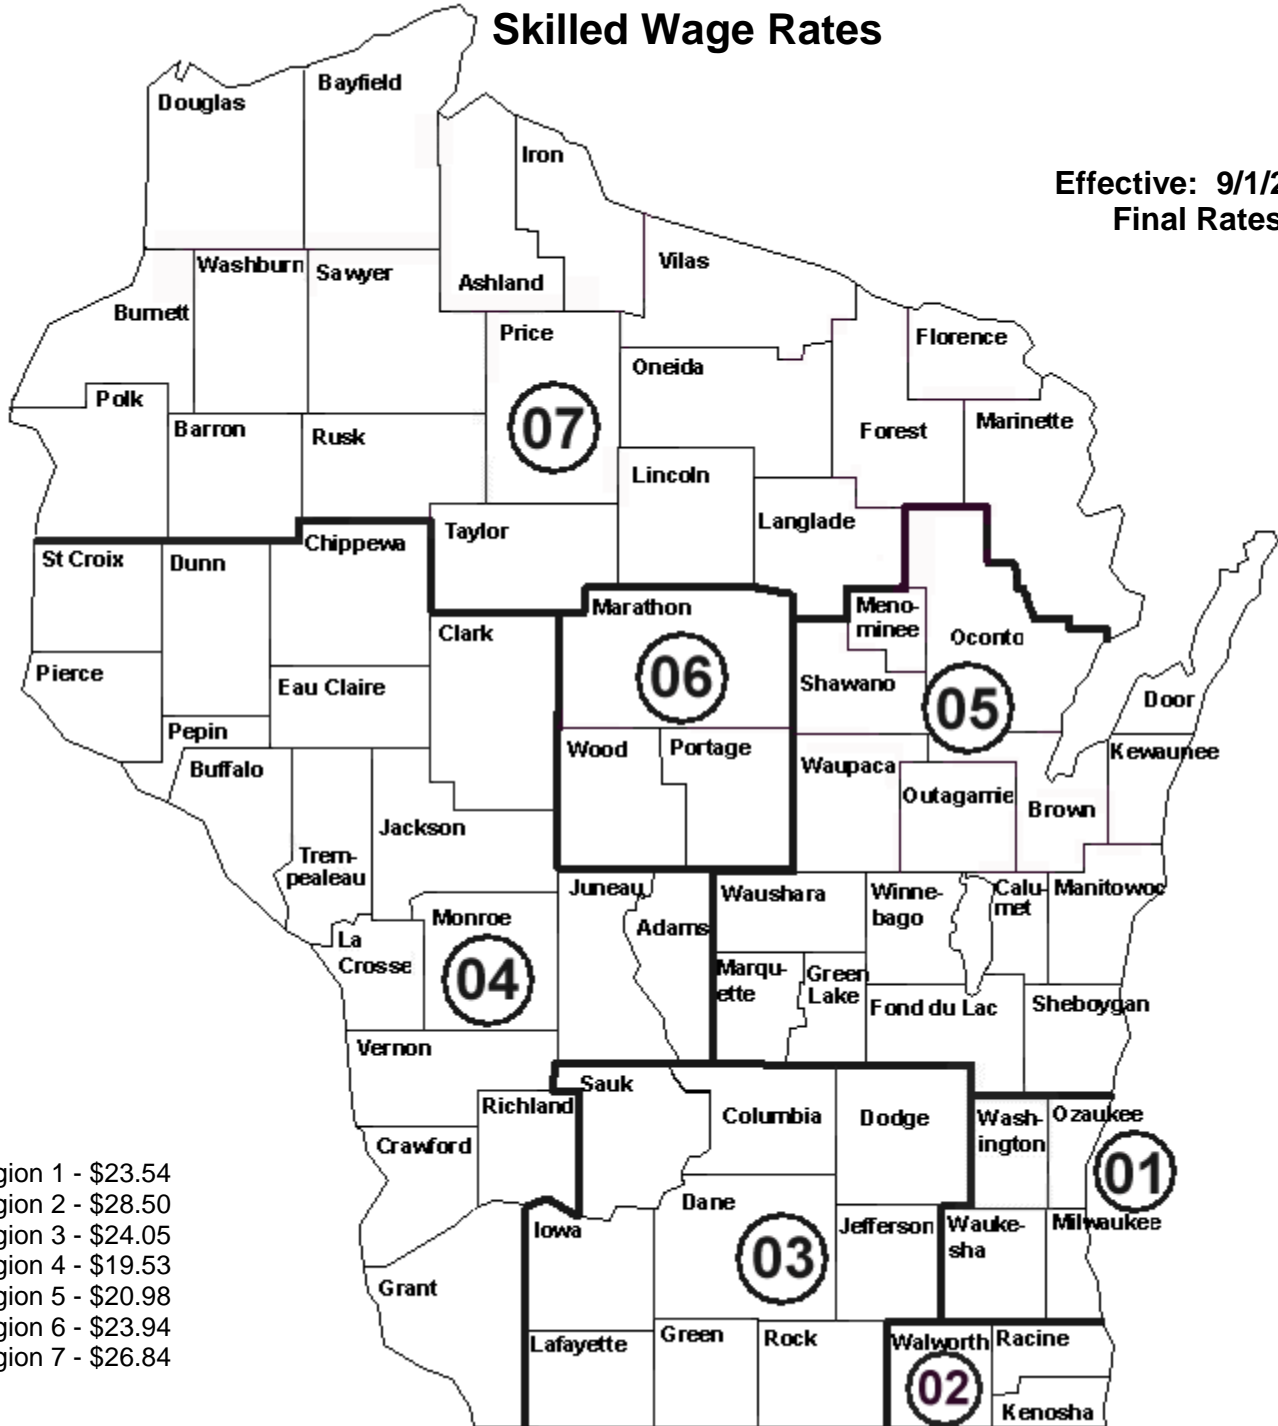 Skilled Wage Rates
Effective: 9/1/2
Final Rates
Douglas
Bayfield
Iron
Vilas
Washburn
Sawyer
Ashland
Burnett
Price
Florence
Oneida
Polk
Barron
Rusk
07
Forest
Marinette
Lincoln
Langlade
Taylor
Chippewa
St Croix
Dunn
Marathon
Meno-
minee
Clark
Oconto
06
Pierce
Eau Claire
Shawano
05
Door
Pepin
Wood
Portage
Kewaunee
Buffalo
Waupaca
Outagamie
Brown
Jackson
Trem-
pealeau
Juneau
Waushara
Winne-
bago
Calu-
met
Manitowoc
Monroe
Adams
La
Crosse
04
Marqu-
ette
Green
Lake
Fond du Lac
Sheboygan
Vernon
Sauk
Richland
Columbia
Dodge
Wash-
ington
Ozaukee
Crawford
01
Dane
Iowa
Jefferson
Wauke-
sha
Milwaukee
03
Grant
Lafayette
Green
Rock
Walworth
Racine
02
Kenosha
gion 1 - $23.54
gion 2 - $28.50
gion 3 - $24.05
gion 4 - $19.53
gion 5 - $20.98
gion 6 - $23.94
gion 7 - $26.84